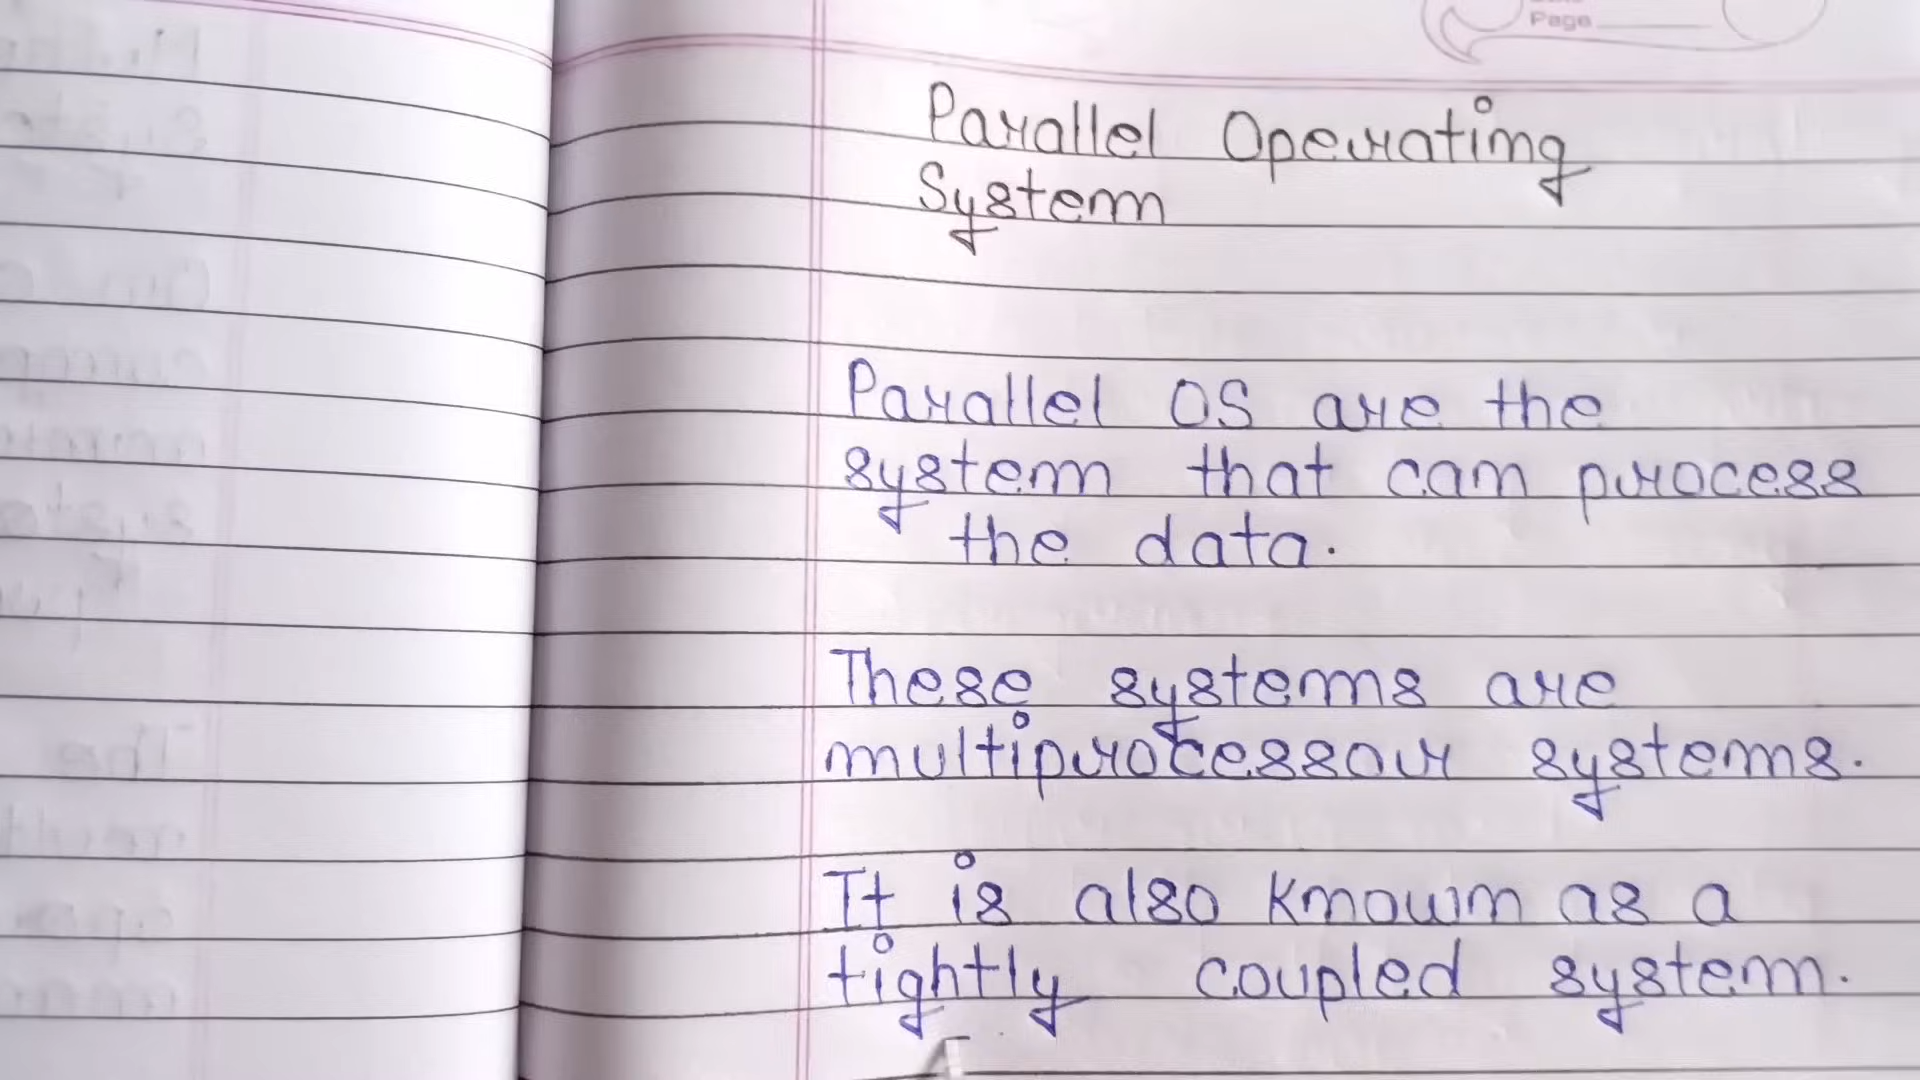 Page
Parallel Operating
System
Parallel OS are the
system that can process
the data.
These systems are
multiprocessor systems.
It is also known as a
tightly coupled system.